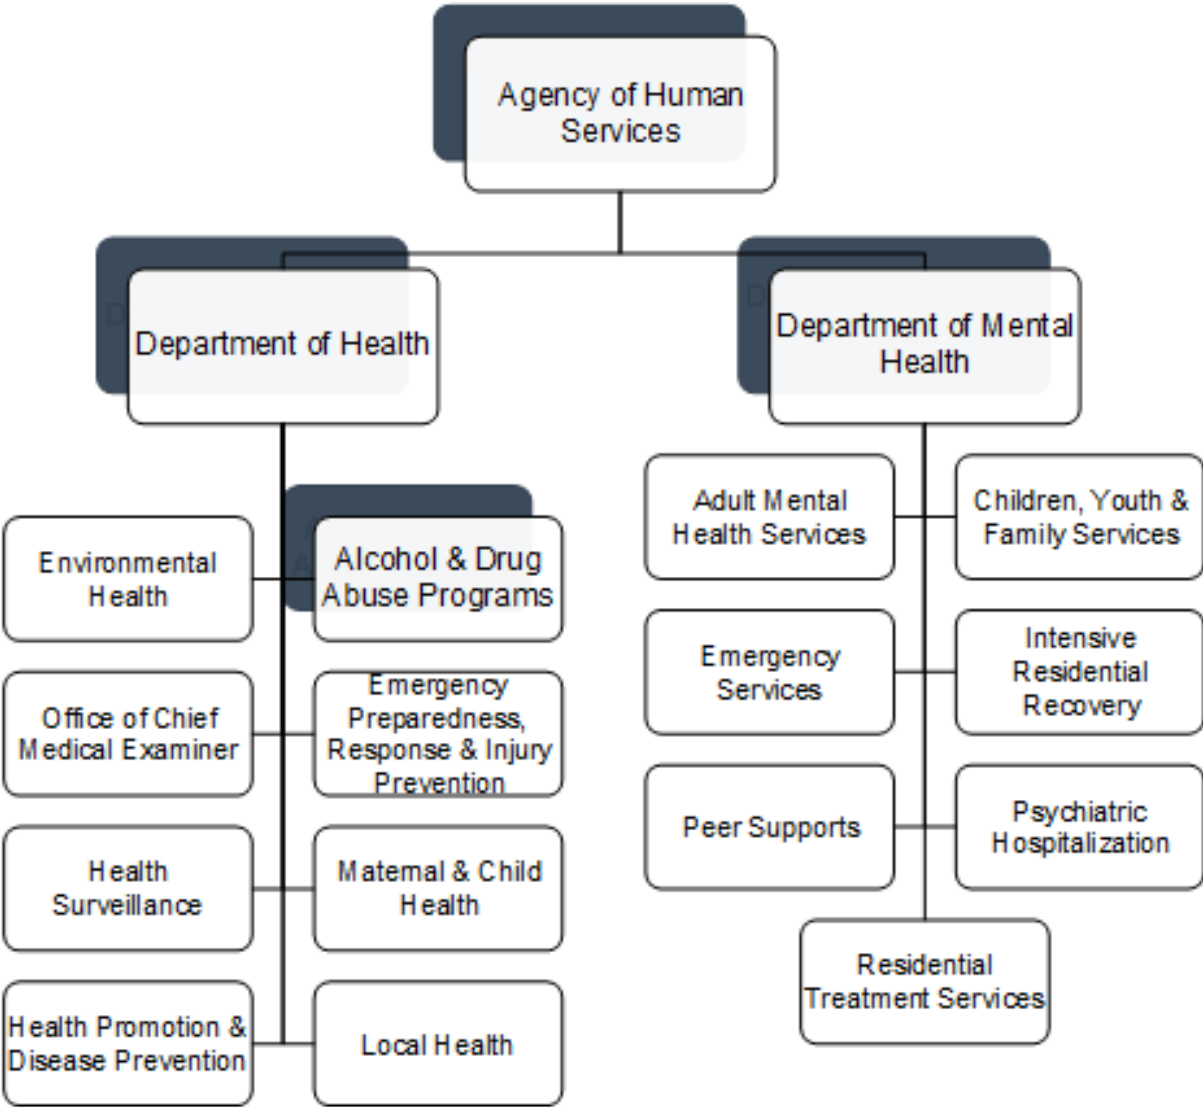 Agency of Human
Services
Department of Health
Department of Mental
Health
Environmental
Health
Alcohol & Drug
Abuse Programs
Office of Chief
Medical Examiner
Emergency
Preparedness,
Response & Injury
Prevention
Health
Surveillance
Maternal & Child
Health
Health Promotion &
Disease Prevention
Local Health
Adult Mental
Health Services
Children, Youth &
Family Services
Emergency
Services
Intensive
Residential
Recovery
Peer Supports
Psychiatric
Hospitalization
Residential
Treatment Services